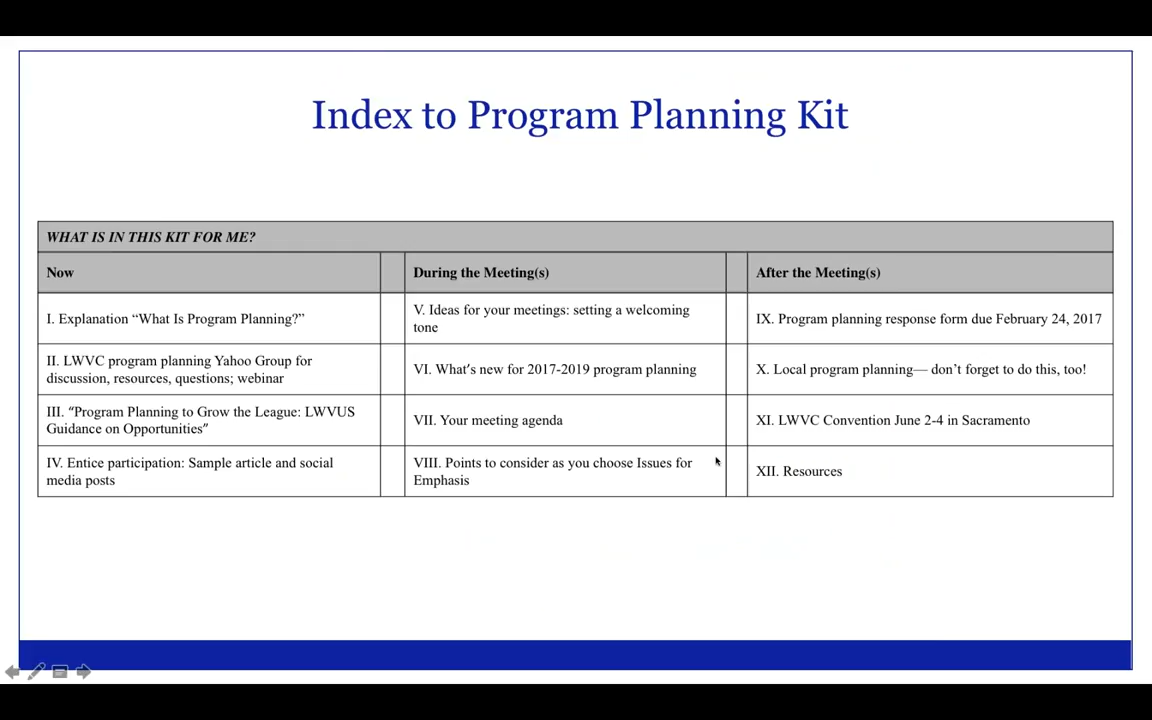 Index to Program Planning Kit
WHAT IS IN THIS KIT FOR ME?
Now
During the Meeting(s)
After the Meeting(s)
I. Explanation “What Is Program Planning?”
V. Ideas for your meetings: setting a welcoming
tone
IX. Program planning response form due February 24, 2017
II. LWVC program planning Yahoo Group for
discussion, resources, questions; webinar
VI. What’s new for 2017-2019 program planning
X. Local program planning— don’t forget to do this, too!
III. “Program Planning to Grow the League: LWVUS
Guidance on Opportunities”
VII. Your meeting agenda
XI. LWVC Convention June 2-4 in Sacramento
IV. Entice participation: Sample article and social
media posts
VIII. Points to consider as you choose Issues for
Emphasis
XII. Resources